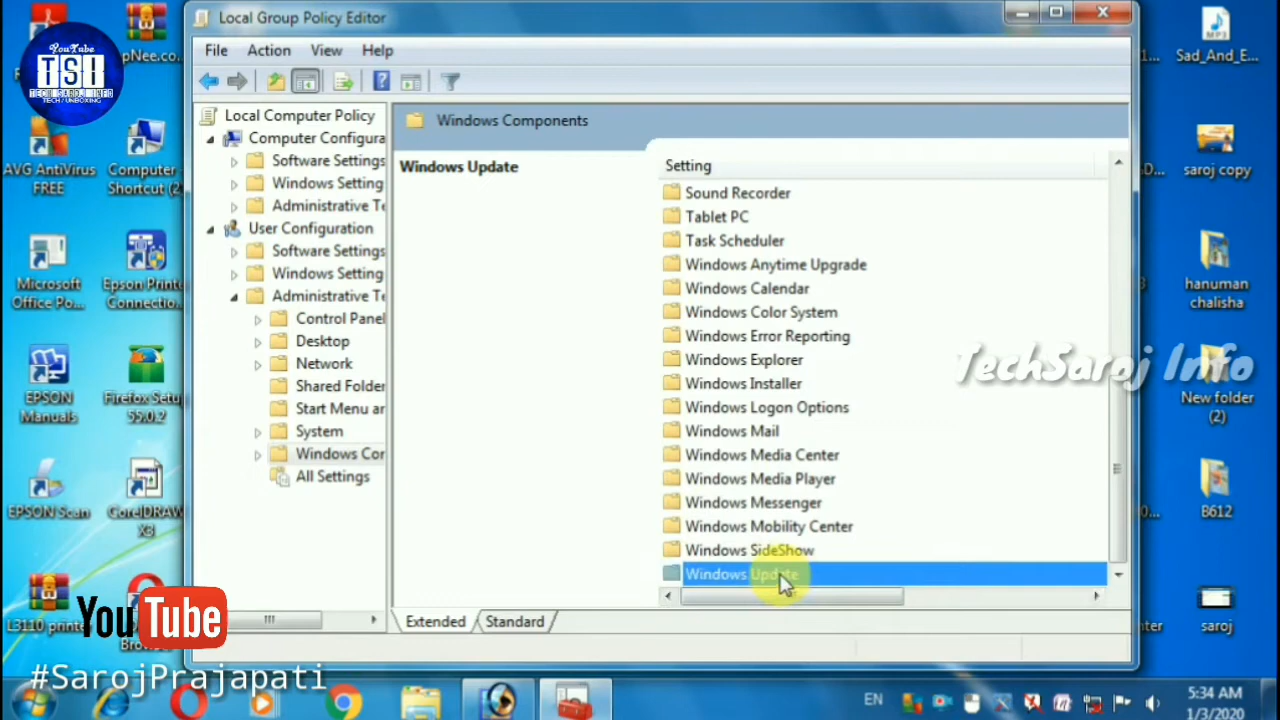 Local Group Policy Editor
File Action View Help
Local Computer Policy
Computer Configura
Software Settings
Windows Setting
Administrative Te
User Configuration
Software Settings
Windows Setting
Administrative Te
Control Panel
Desktop
Network
Shared Folder
Start Menu ar
System
Windows Cor
All Settings
Windows Components
Windows Update
Setting
Sound Recorder
Tablet PC
Task Scheduler
Windows Anytime Upgrade
Windows Calendar
Windows Color System
Windows Error Reporting
Windows Explorer
Windows Installer
Windows Logon Options
Windows Mail
Windows Media Center
Windows Media Player
Windows Messenger
Windows Mobility Center
Windows SideShow
Windows Update
Extended Standard
YouTube
TSI
TECH SAROJ INFO
TECH/UNBOXING
pNee.co...
AVG AntiVirus
FREE
Computer -
Shortcut (2)
Microsoft
Office Po...
Epson Printe
Connectio...
EPSON
Manuals
Firefox Setu
55.0.2
EPSON Scan
CorelDRAW
X3
L3110 printe
YouTube
#SarojPrajapati
Sad_And_E...
saroj copy
hanuman
chalisha
TechSaroj Info
New folder
(2)
B612
saroj
EN
5:34 AM
1/3/2020